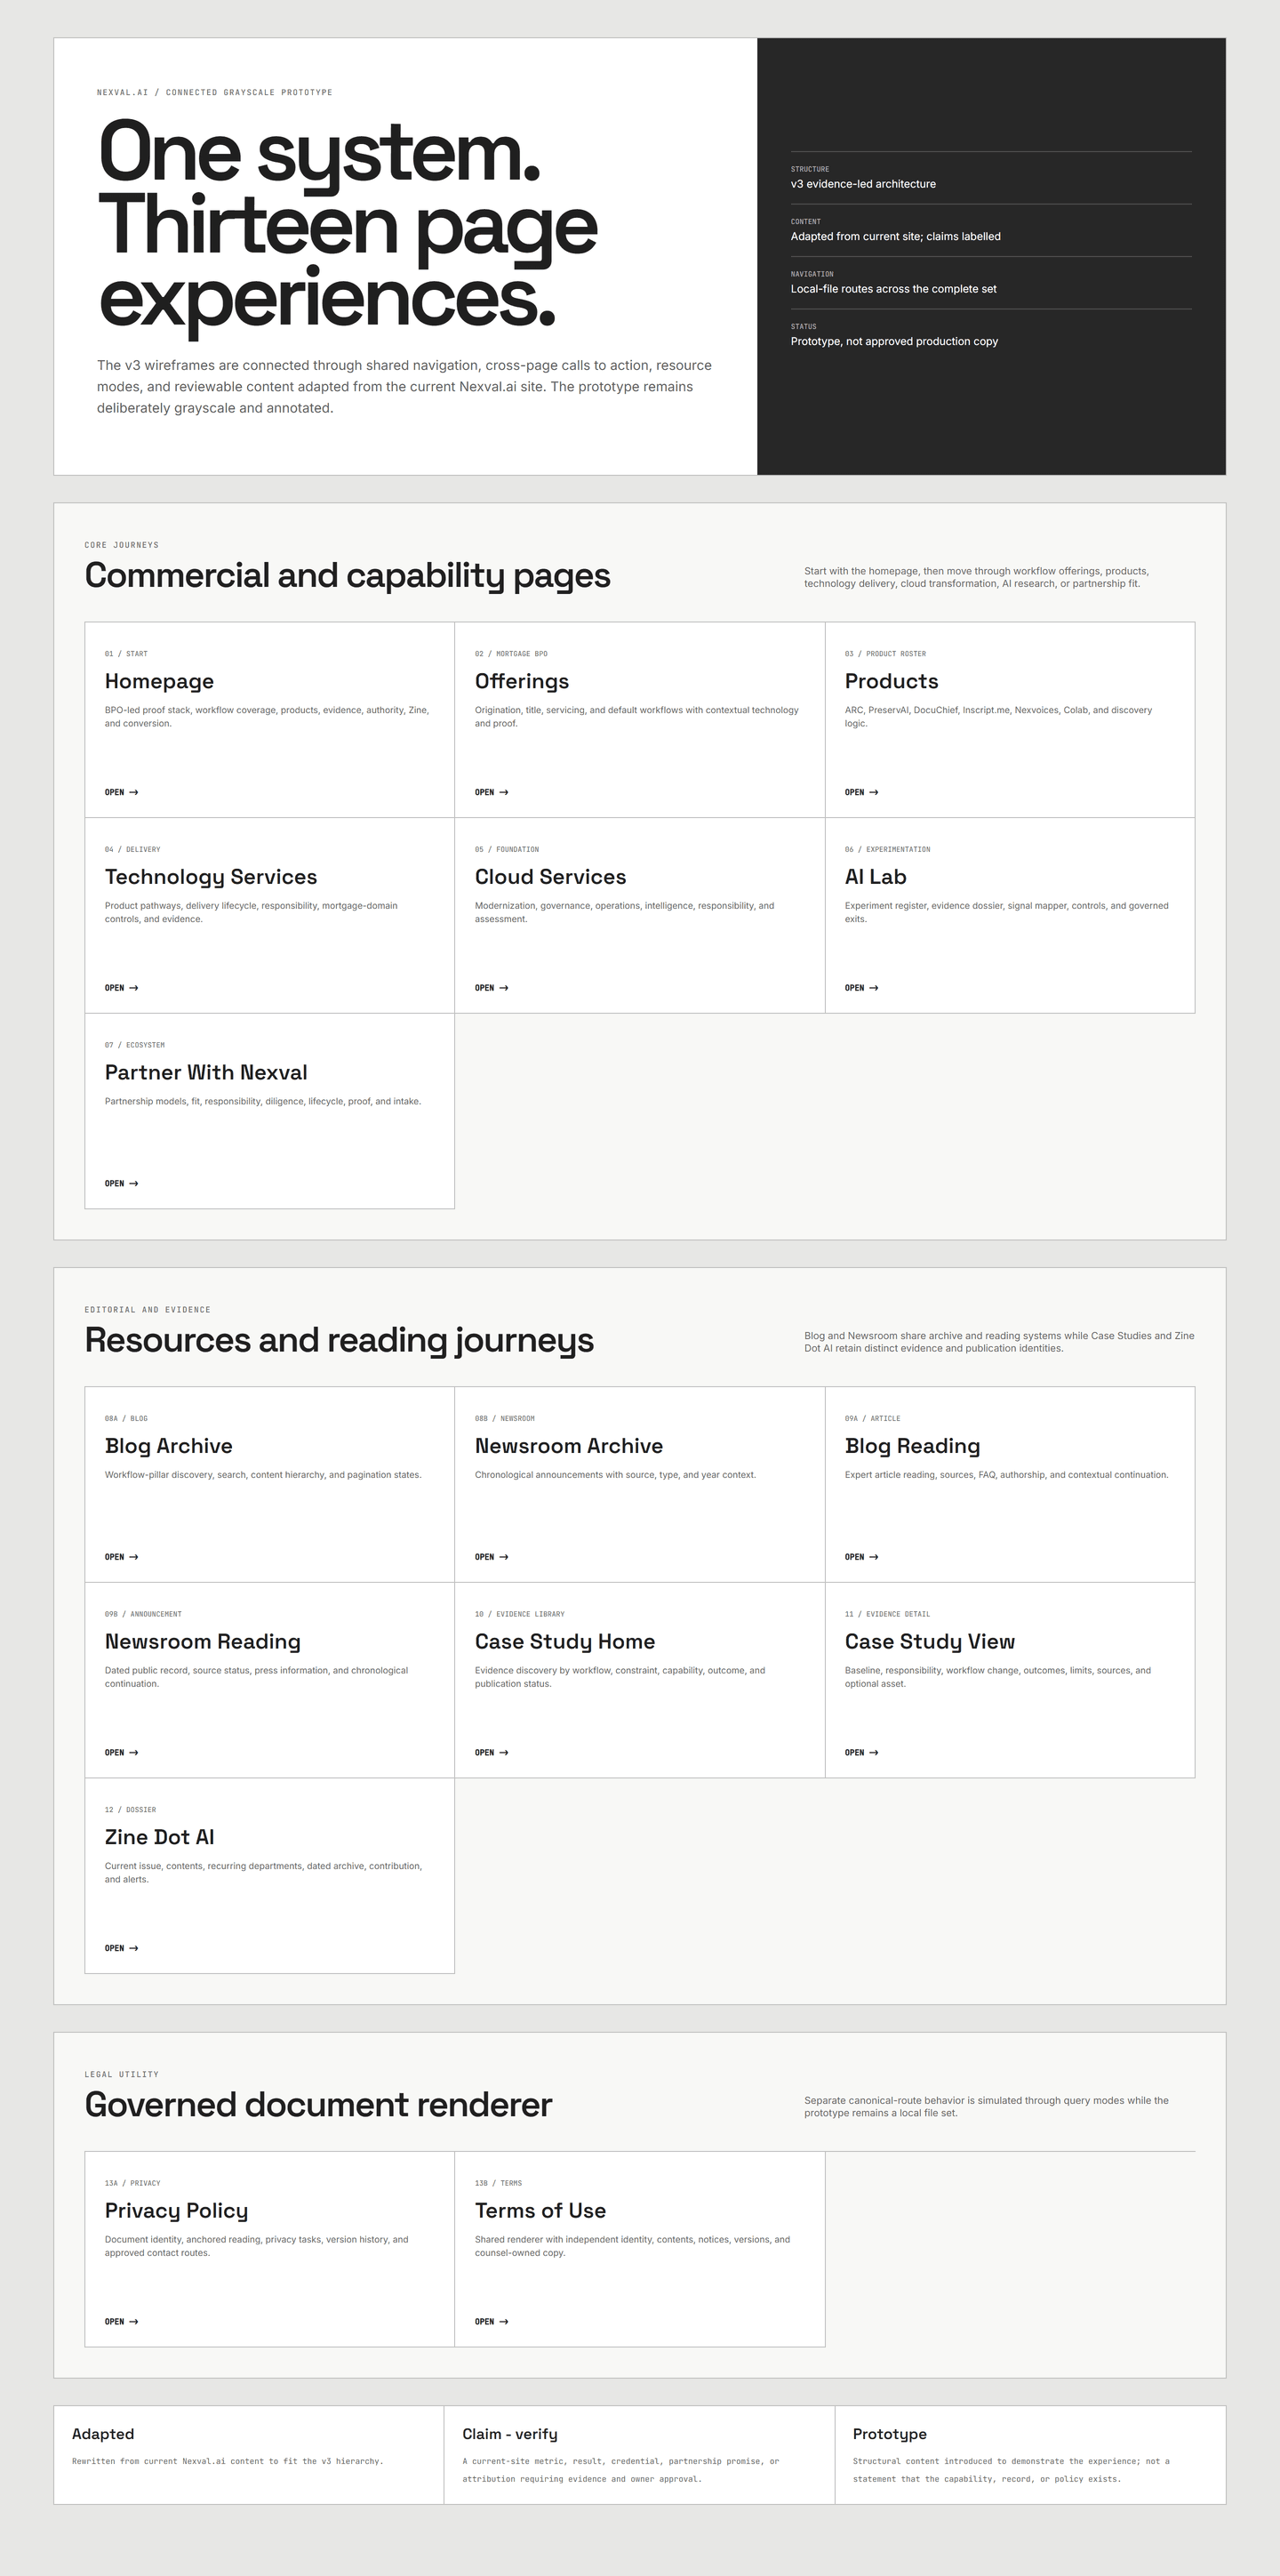 NEXVAL.AI / CONNECTED GRAYSCALE PROTOTYPE
One system.
Thirteen page
experiences.
The v3 wireframes are connected through shared navigation, cross-page calls to action, resource
modes, and reviewable content adapted from the current Nexval.ai site. The prototype remains
deliberately grayscale and annotated.
STRUCTURE
v3 evidence-led architecture
CONTENT
Adapted from current site; claims labelled
NAVIGATION
Local-file routes across the complete set
STATUS
Prototype, not approved production copy
CORE JOURNEYS
Commercial and capability pages
Start with the homepage, then move through workflow offerings, products,
technology delivery, cloud transformation, AI research, or partnership fit.
01 / START
Homepage
BPO-led proof stack, workflow coverage, products, evidence, authority, Zine,
and conversion.
OPEN →
02 / MORTGAGE BPO
Offerings
Origination, title, servicing, and default workflows with contextual technology
and proof.
OPEN →
03 / PRODUCT ROSTER
Products
ARC, PreservAI, DocuChief, Inscript.me, Nexvoices, Colab, and discovery
logic.
OPEN →
04 / DELIVERY
Technology Services
Product pathways, delivery lifecycle, responsibility, mortgage-domain
controls, and evidence.
OPEN →
05 / FOUNDATION
Cloud Services
Modernization, governance, operations, intelligence, responsibility, and
assessment.
OPEN →
06 / EXPERIMENTATION
AI Lab
Experiment register, evidence dossier, signal mapper, controls, and governed
exits.
OPEN →
07 / ECOSYSTEM
Partner With Nexval
Partnership models, fit, responsibility, diligence, lifecycle, proof, and intake.
OPEN →
EDITORIAL AND EVIDENCE
Resources and reading journeys
Blog and Newsroom share archive and reading systems while Case Studies and Zine
Dot AI retain distinct evidence and publication identities.
08A / BLOG
Blog Archive
Workflow-pillar discovery, search, content hierarchy, and pagination states.
OPEN →
08B / NEWSROOM
Newsroom Archive
Chronological announcements with source, type, and year context.
OPEN →
09A / ARTICLE
Blog Reading
Expert article reading, sources, FAQ, authorship, and contextual continuation.
OPEN →
09B / ANNOUNCEMENT
Newsroom Reading
Dated public record, source status, press information, and chronological
continuation.
OPEN →
10 / EVIDENCE LIBRARY
Case Study Home
Evidence discovery by workflow, constraint, capability, outcome, and
publication status.
OPEN →
11 / EVIDENCE DETAIL
Case Study View
Baseline, responsibility, workflow change, outcomes, limits, sources, and
optional asset.
OPEN →
12 / DOSSIER
Zine Dot AI
Current issue, contents, recurring departments, dated archive, contribution,
and alerts.
OPEN →
LEGAL UTILITY
Governed document renderer
Separate canonical-route behavior is simulated through query modes while the
prototype remains a local file set.
13A / PRIVACY
Privacy Policy
Document identity, anchored reading, privacy tasks, version history, and
approved contact routes.
OPEN →
13B / TERMS
Terms of Use
Shared renderer with independent identity, contents, notices, versions, and
counsel-owned copy.
OPEN →
Adapted
Rewritten from current Nexval.ai content to fit the v3 hierarchy.
Claim - verify
A current-site metric, result, credential, partnership promise, or
attribution requiring evidence and owner approval.
Prototype
Structural content introduced to demonstrate the experience; not a
statement that the capability, record, or policy exists.